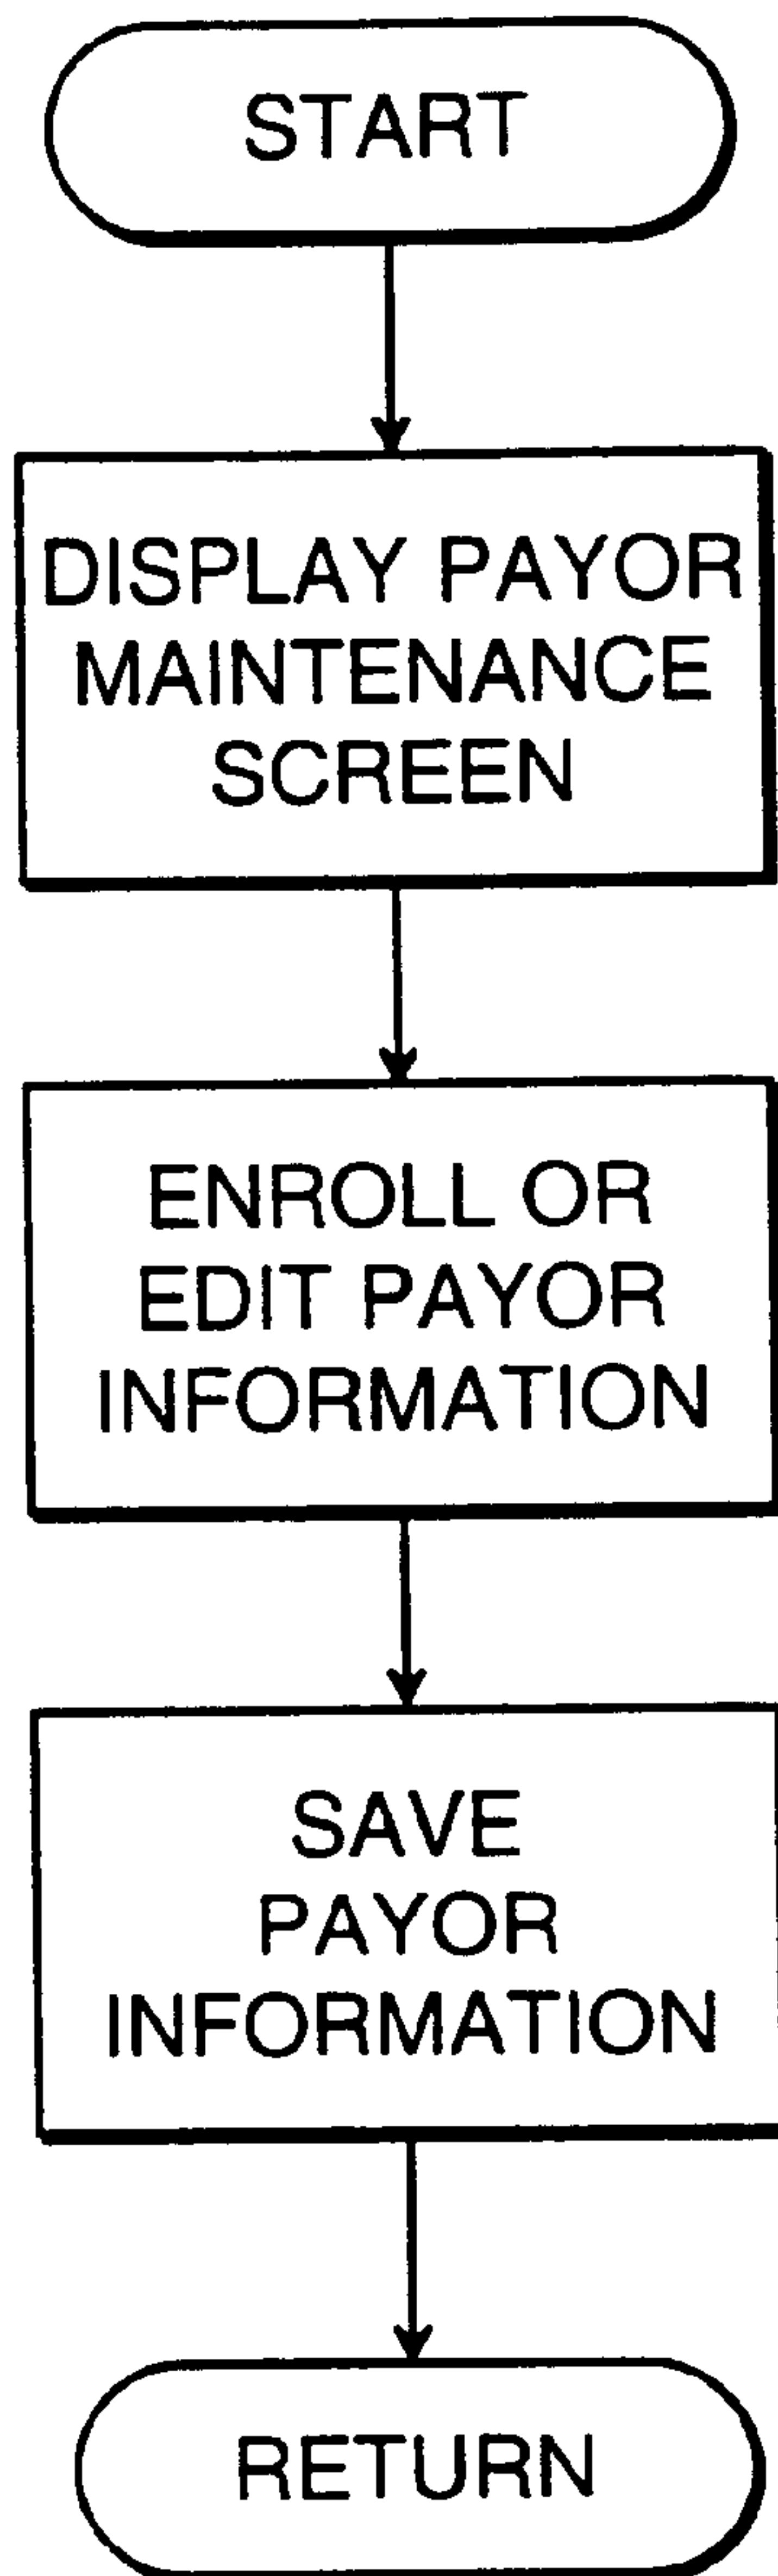 START
DISPLAY PAYOR
MAINTENANCE
SCREEN
ENROLL OR
EDIT PAYOR
INFORMATION
SAVE
PAYOR
INFORMATION
RETURN